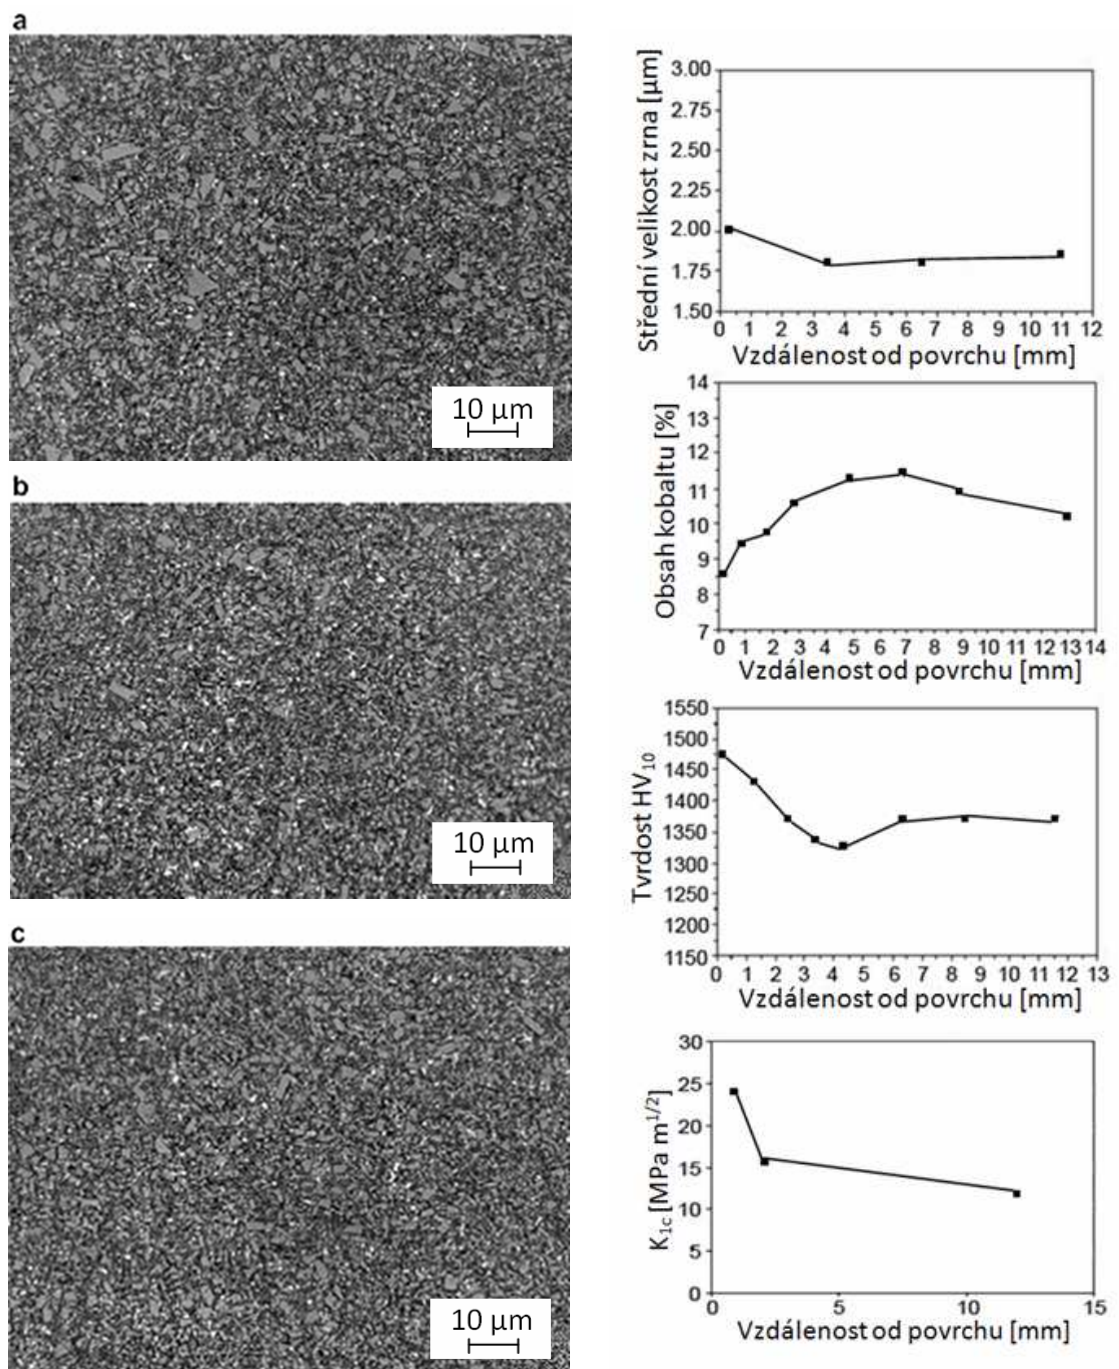 a
10 µm
b
10 µm
c
10 µm
Střední velikost zrna [µm]
3.00
2.75
2.50
2.25
2.00
1.75
1.50
0 1 2 3 4 5 6 7 8 9 10 11 12
Vzdálenost od povrchu [mm]
Obsah kobaltu [%]
14
13
12
11
10
9
8
7
0 1 2 3 4 5 6 7 8 9 10 11 12 13 14
Vzdálenost od povrchu [mm]
Tvrdost HV10
1550
1500
1450
1400
1350
1300
1250
1200
1150
0 1 2 3 4 5 6 7 8 9 10 11 12 13
Vzdálenost od povrchu [mm]
K1c [MPa m1/2]
30
25
20
15
10
5
0
0 5 10 15
Vzdálenost od povrchu [mm]